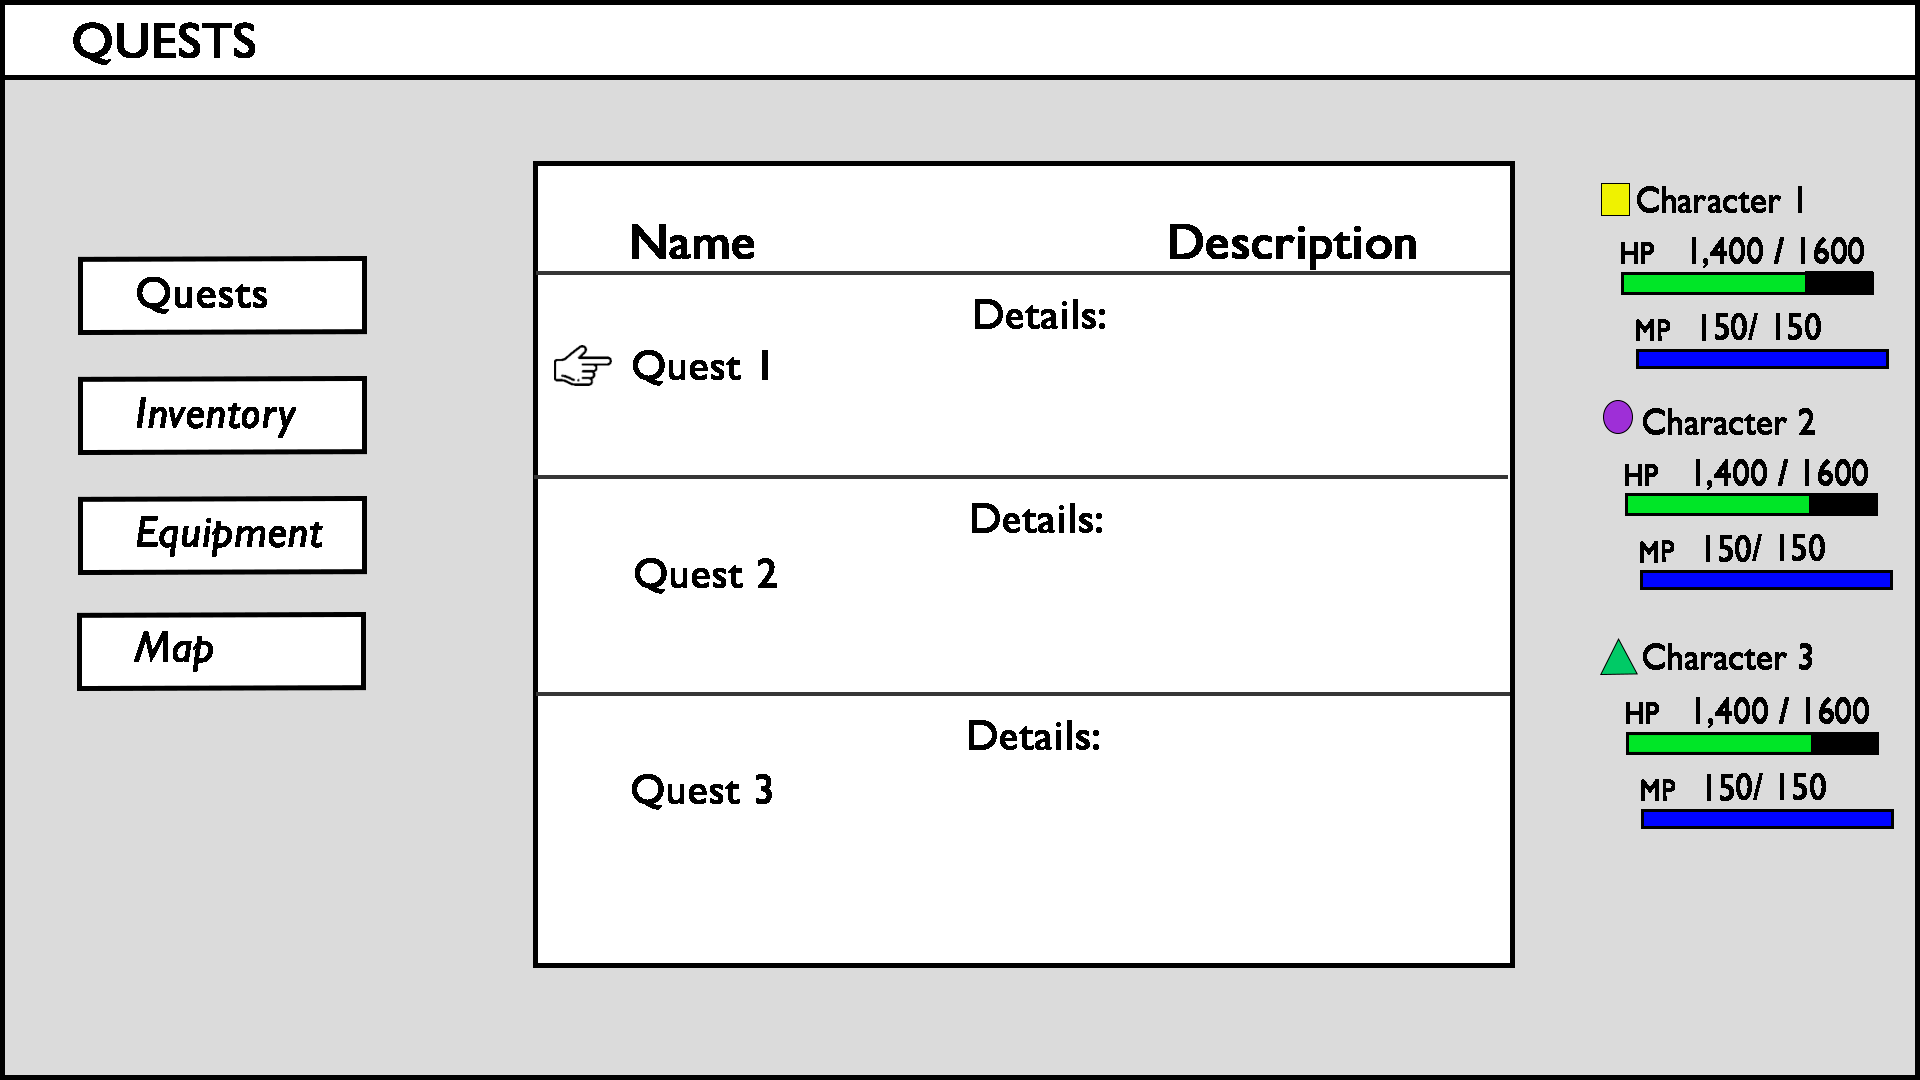 QUESTS
Quests
Inventory
Equipment
Map
Name Description
Details:
Quest 1
Details:
Quest 2
Details:
Quest 3
Character 1
HP 1,400 / 1600
MP 150/ 150
Character 2
HP 1,400 / 1600
MP 150/ 150
Character 3
HP 1,400 / 1600
MP 150/ 150